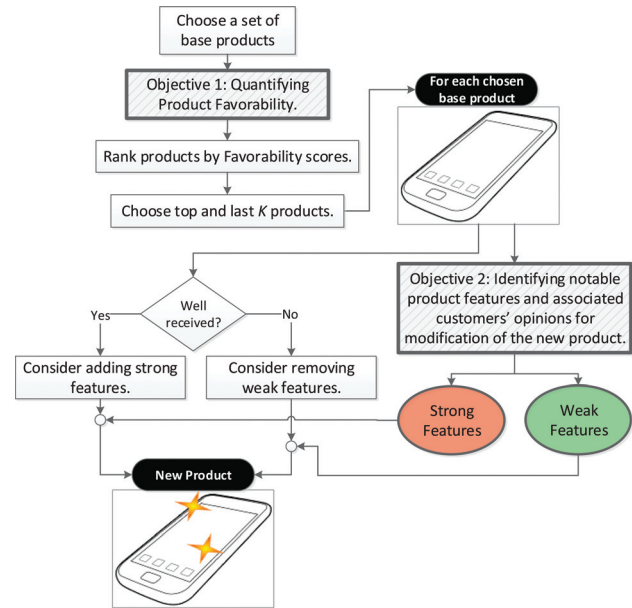 Choose a set of
base products
Objective 1: Quantifying
Product Favorability.
For each chosen
base product
Rank products by Favorability scores.
Choose top and last K products.
Objective 2: Identifying notable
product features and associated
customers’ opinions for
modification of the new product.
Well
received?
Yes
No
Consider adding strong
features.
Consider removing
weak features.
Strong
Features
Weak
Features
New Product